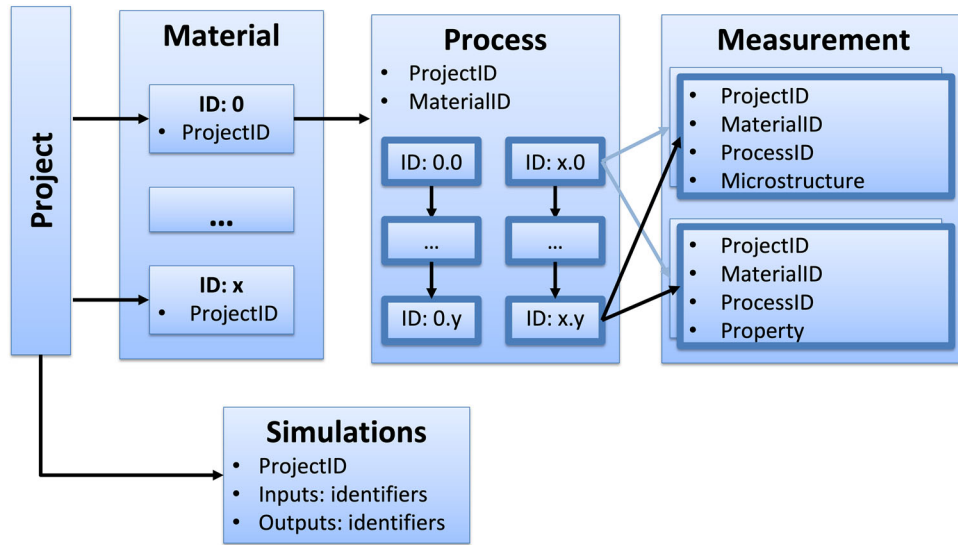 Project
Material
ID: 0
• ProjectID
...
ID: x
• ProjectID
Process
• ProjectID
• MaterialID
ID: 0.0
...
ID: 0.y
ID: x.0
...
ID: x.y
Measurement
• ProjectID
• MaterialID
• ProcessID
• Microstructure
• ProjectID
• MaterialID
• ProcessID
• Property
Simulations
• ProjectID
• Inputs: identifiers
• Outputs: identifiers